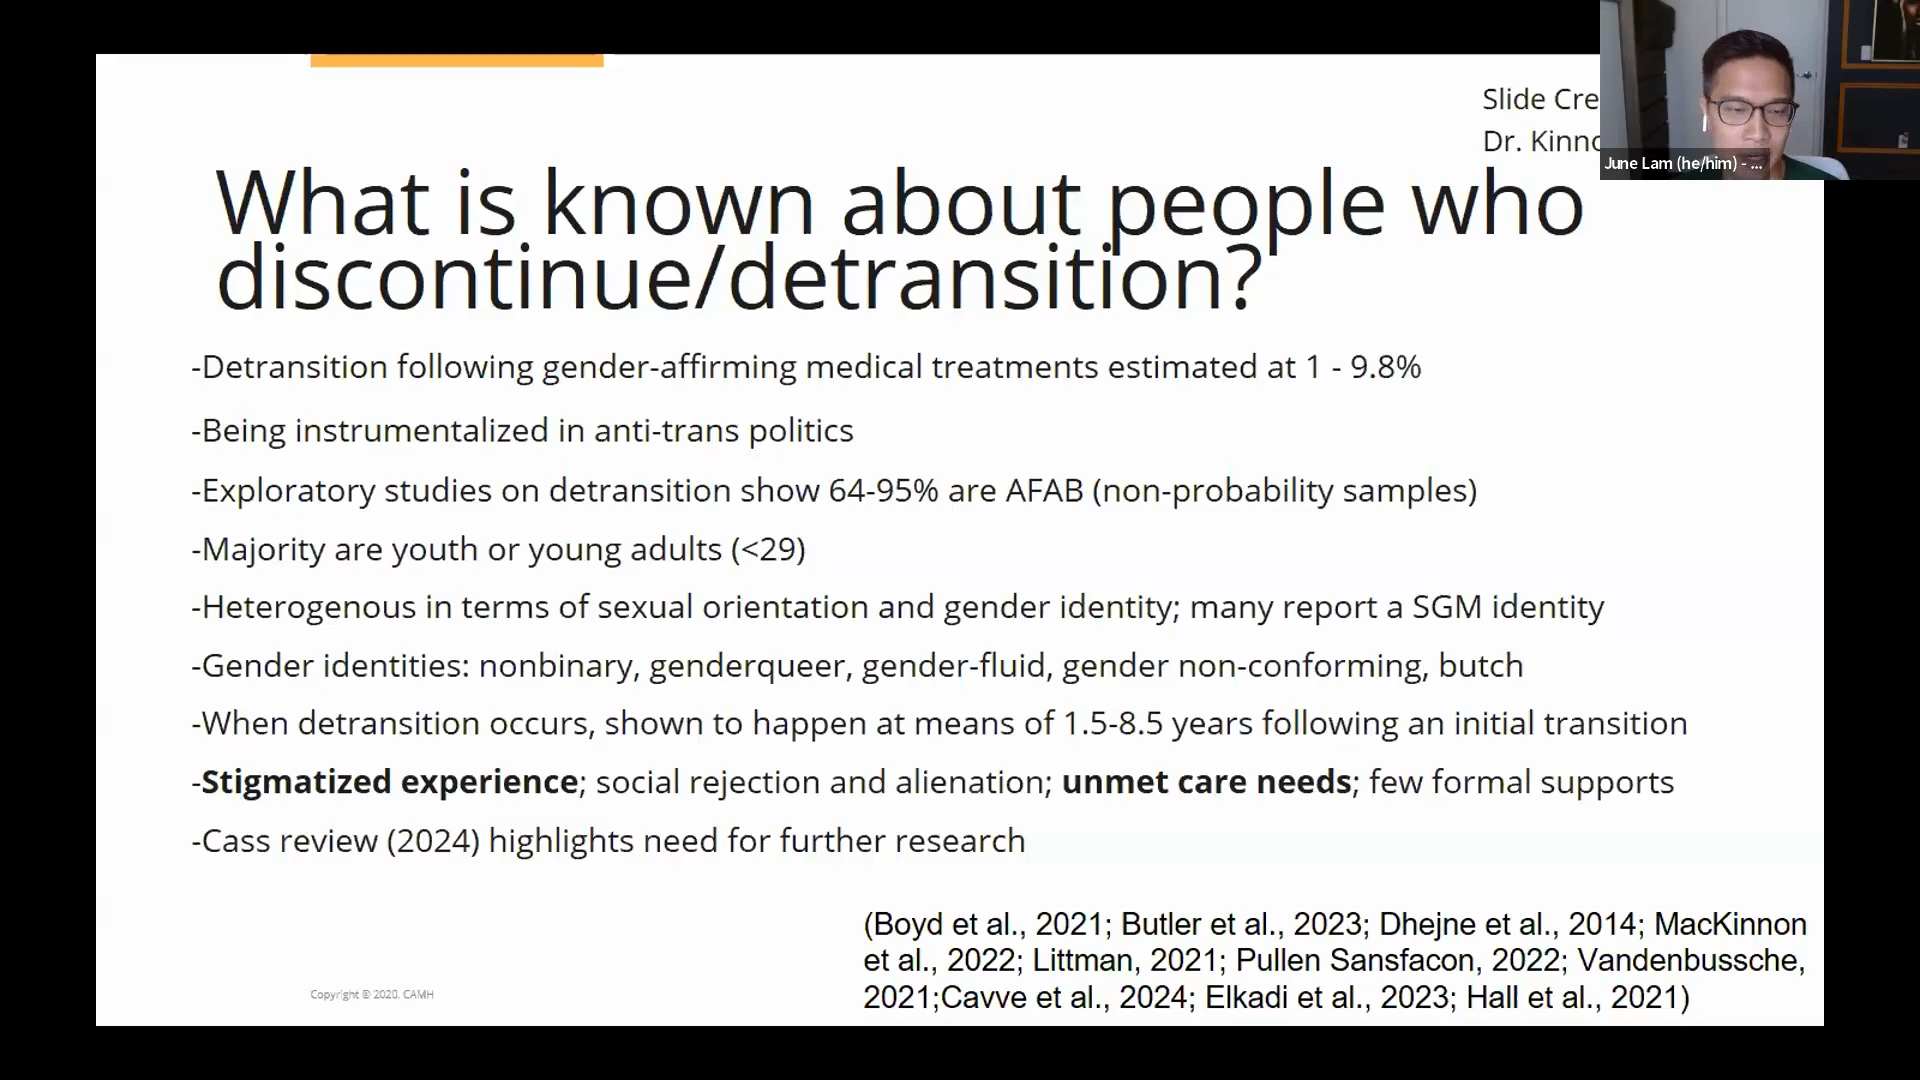 Slide Cre
Dr. Kinno
June Lam (he/him) - ...
What is known about people who
discontinue/detransition?
-Detransition following gender-affirming medical treatments estimated at 1 - 9.8%
-Being instrumentalized in anti-trans politics
-Exploratory studies on detransition show 64-95% are AFAB (non-probability samples)
-Majority are youth or young adults (<29)
-Heterogenous in terms of sexual orientation and gender identity; many report a SGM identity
-Gender identities: nonbinary, genderqueer, gender-fluid, gender non-conforming, butch
-When detransition occurs, shown to happen at means of 1.5-8.5 years following an initial transition
-Stigmatized experience; social rejection and alienation; unmet care needs; few formal supports
-Cass review (2024) highlights need for further research
(Boyd et al., 2021; Butler et al., 2023; Dhejne et al., 2014; MacKinnon
et al., 2022; Littman, 2021; Pullen Sansfacon, 2022; Vandenbussche,
2021;Cavve et al., 2024; Elkadi et al., 2023; Hall et al., 2021)
Copyright © 2020, CAMH